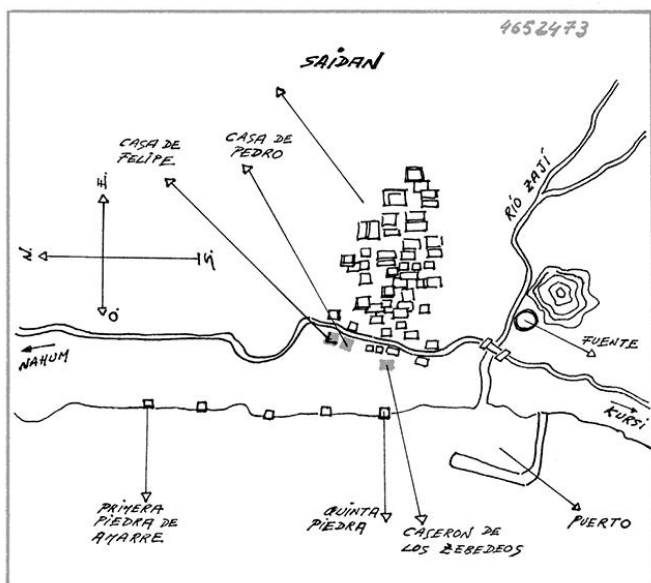 4652473
SAIDAN
CASA DE
FELIPE
CASA DE
PEDRO
RÍO ZAJÍ
E.
N.
S.
O.
FUENTE
NAHUM
KURSI
PRIMERA
PIEDRA DE
AMARRE
QUINTA
PIEDRA
CASERON DE
LOS ZEBEDEOS
PUERTO